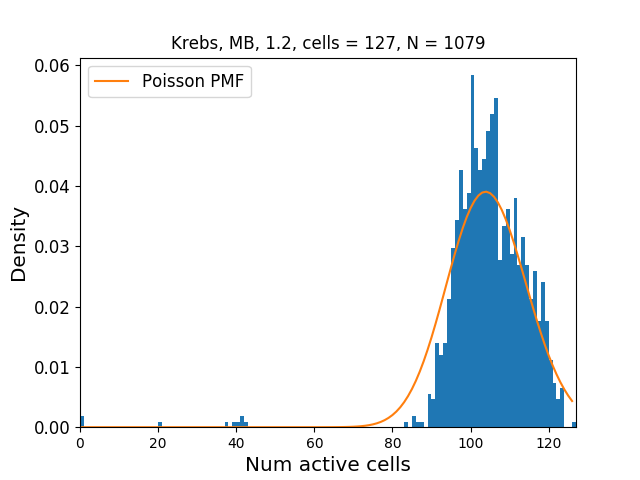 Krebs, MB, 1.2, cells = 127, N = 1079
Poisson PMF
0.06
0.05
0.04
0.03
0.02
0.01
0.00
Density
0 20 40 60 80 100 120
Num active cells